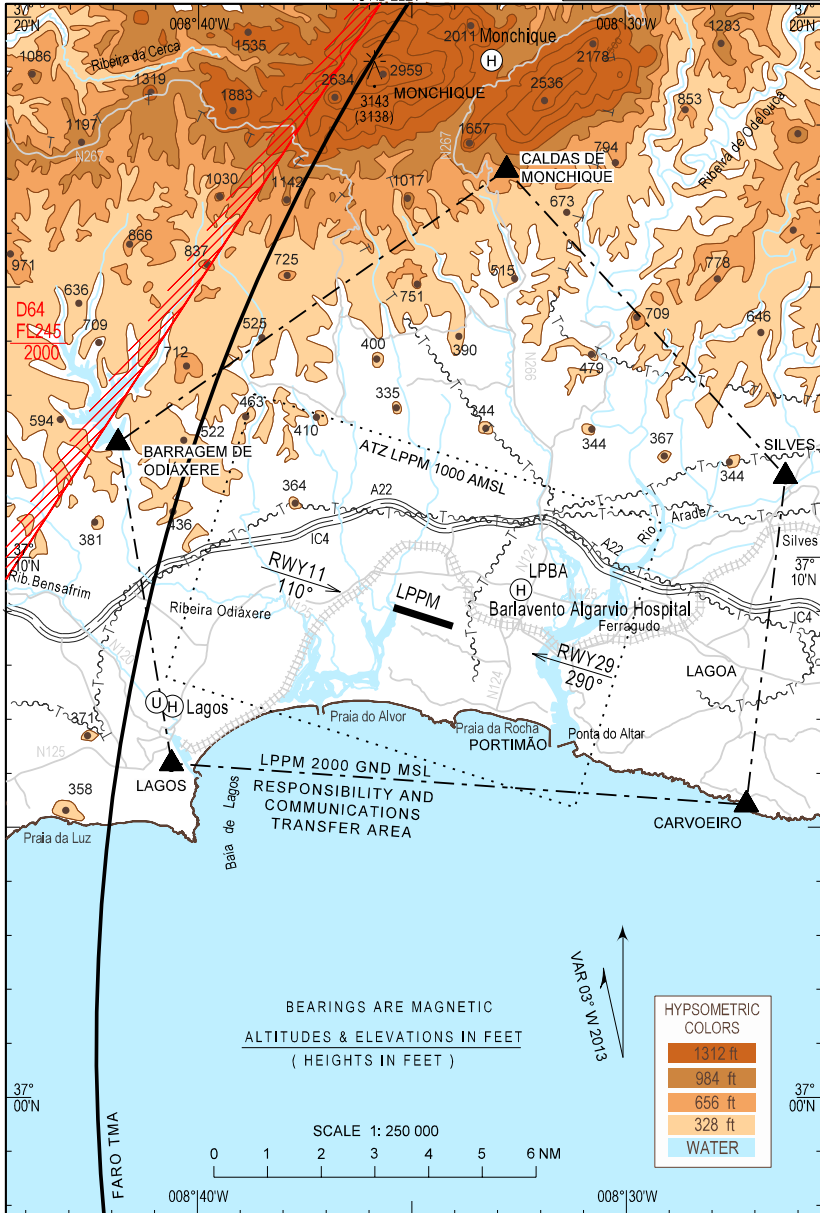 37°
20'N
008° 40'W
008° 30'W
37°
20'N
1086
Ribeira da Cerca
1535
2011
Monchique
H
1283
2178
1319
2634
2959
MONCHIQUE
3143
(3138)
2536
1883
853
1197
N267
1657
N267
CALDAS DE
MONCHIQUE
794
Ribeira de Odelouca
1030
1142
1017
673
866
971
837
725
515
778
636
751
D64
FL245
2000
709
525
709
646
712
400
390
N266
479
594
463
335
410
344
522
344
367
SILVES
BARRAGEM DE
ODIÁXERE
ATZ LPPM 1000 AMSL
344
364
A22
436
381
IC4
Rio
Arade
A22
Silves
37°
10'N
37°
10'N
Rib.Bensafrim
RWY11
110°
LPPM
N124
LPBA
H
N125
Barlavento Algarvio Hospital
Ferragudo
IC4
Ribeira Odiáxere
N125
N120
RWY29
290°
LAGOA
N124
U
H
Lagos
371
N125
Praia do Alvor
Praia da Rocha
PORTIMÃO
Ponta do Altar
LPPM 2000 GND MSL
LAGOS
RESPONSIBILITY AND
COMMUNICATIONS
TRANSFER AREA
358
CARVOEIRO
Praia da Luz
Baia de Lagos
VAR 03° W 2013
BEARINGS ARE MAGNETIC
ALTITUDES & ELEVATIONS IN FEET
( HEIGHTS IN FEET )
HYPSOMETRIC
COLORS
1312 ft
984 ft
656 ft
328 ft
WATER
37°
00'N
37°
00'N
FARO TMA
SCALE 1: 250 000
0 1 2 3 4 5 6 NM
008° 40'W
008° 30'W